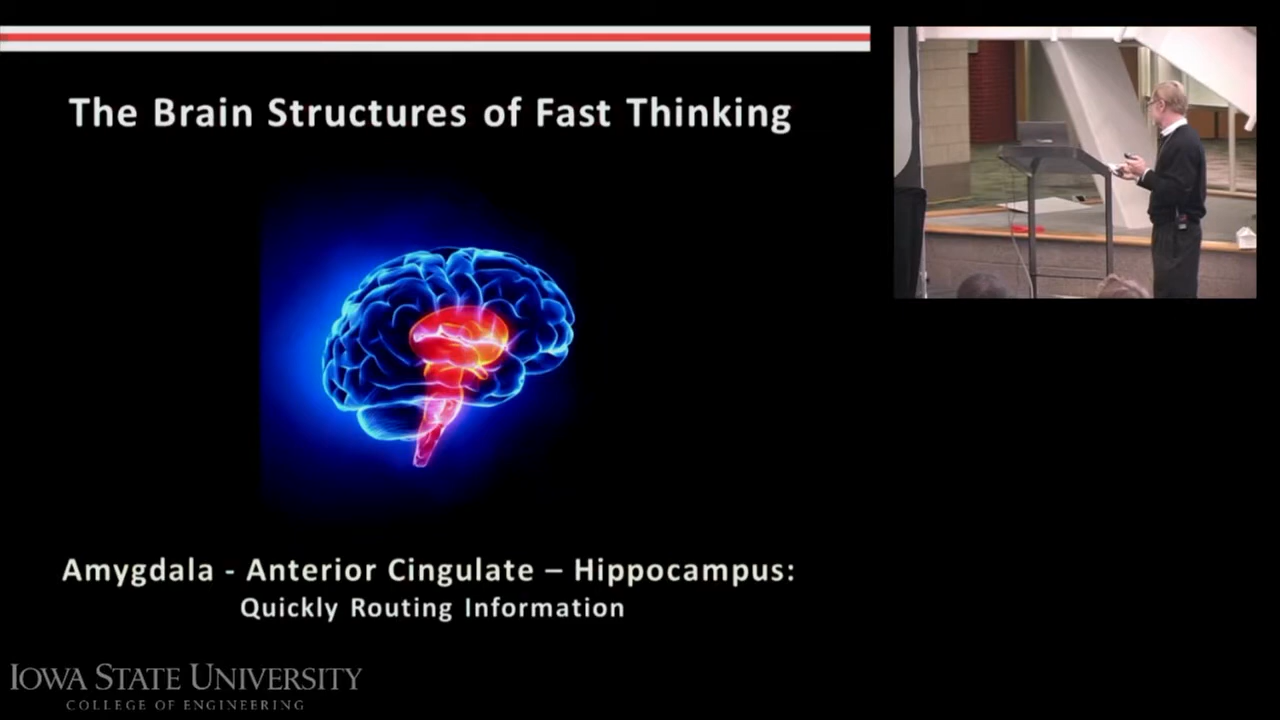 The Brain Structures of Fast Thinking
Amygdala - Anterior Cingulate – Hippocampus:
Quickly Routing Information
IOWA STATE UNIVERSITY
COLLEGE OF ENGINEERING